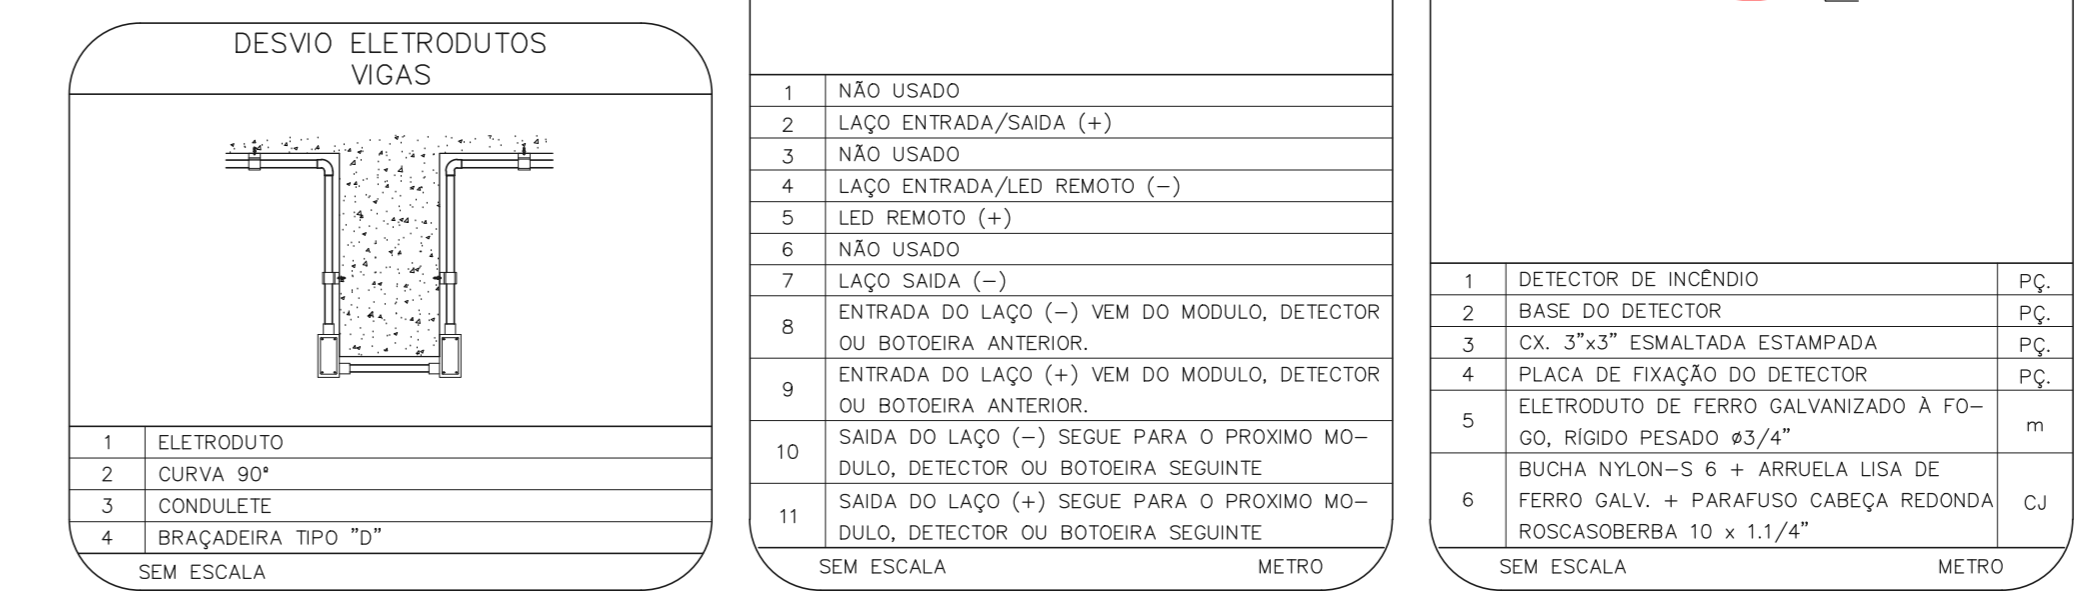 DESVIO ELETRODUTOS
VIGAS
1 ELETRODUTO
2 CURVA 90°
3 CONDULETE
4 BRAÇADEIRA TIPO "D"
SEM ESCALA
1 NÃO USADO
2 LAÇO ENTRADA/SAIDA (+)
3 NÃO USADO
4 LAÇO ENTRADA/LED REMOTO (−)
5 LED REMOTO (+)
6 NÃO USADO
7 LAÇO SAIDA (−)
8 ENTRADA DO LAÇO (−) VEM DO MODULO, DETECTOR
OU BOTOEIRA ANTERIOR.
9 ENTRADA DO LAÇO (+) VEM DO MODULO, DETECTOR
OU BOTOEIRA ANTERIOR.
10 SAIDA DO LAÇO (−) SEGUE PARA O PROXIMO MO−
DULO, DETECTOR OU BOTOEIRA SEGUINTE
11 SAIDA DO LAÇO (+) SEGUE PARA O PROXIMO MO−
DULO, DETECTOR OU BOTOEIRA SEGUINTE
SEM ESCALA METRO
1 DETECTOR DE INCÊNDIO PÇ.
2 BASE DO DETECTOR PÇ.
3 CX. 3"x3" ESMALTADA ESTAMPADA PÇ.
4 PLACA DE FIXAÇÃO DO DETECTOR PÇ.
5 ELETRODUTO DE FERRO GALVANIZADO À FO−
GO, RÍGIDO PESADO ø3/4" m
BUCHA NYLON−S 6 + ARRUELA LISA DE
6 FERRO GALV. + PARAFUSO CABEÇA REDONDA CJ
ROSCASOBERBA 10 x 1.1/4"
SEM ESCALA METRO